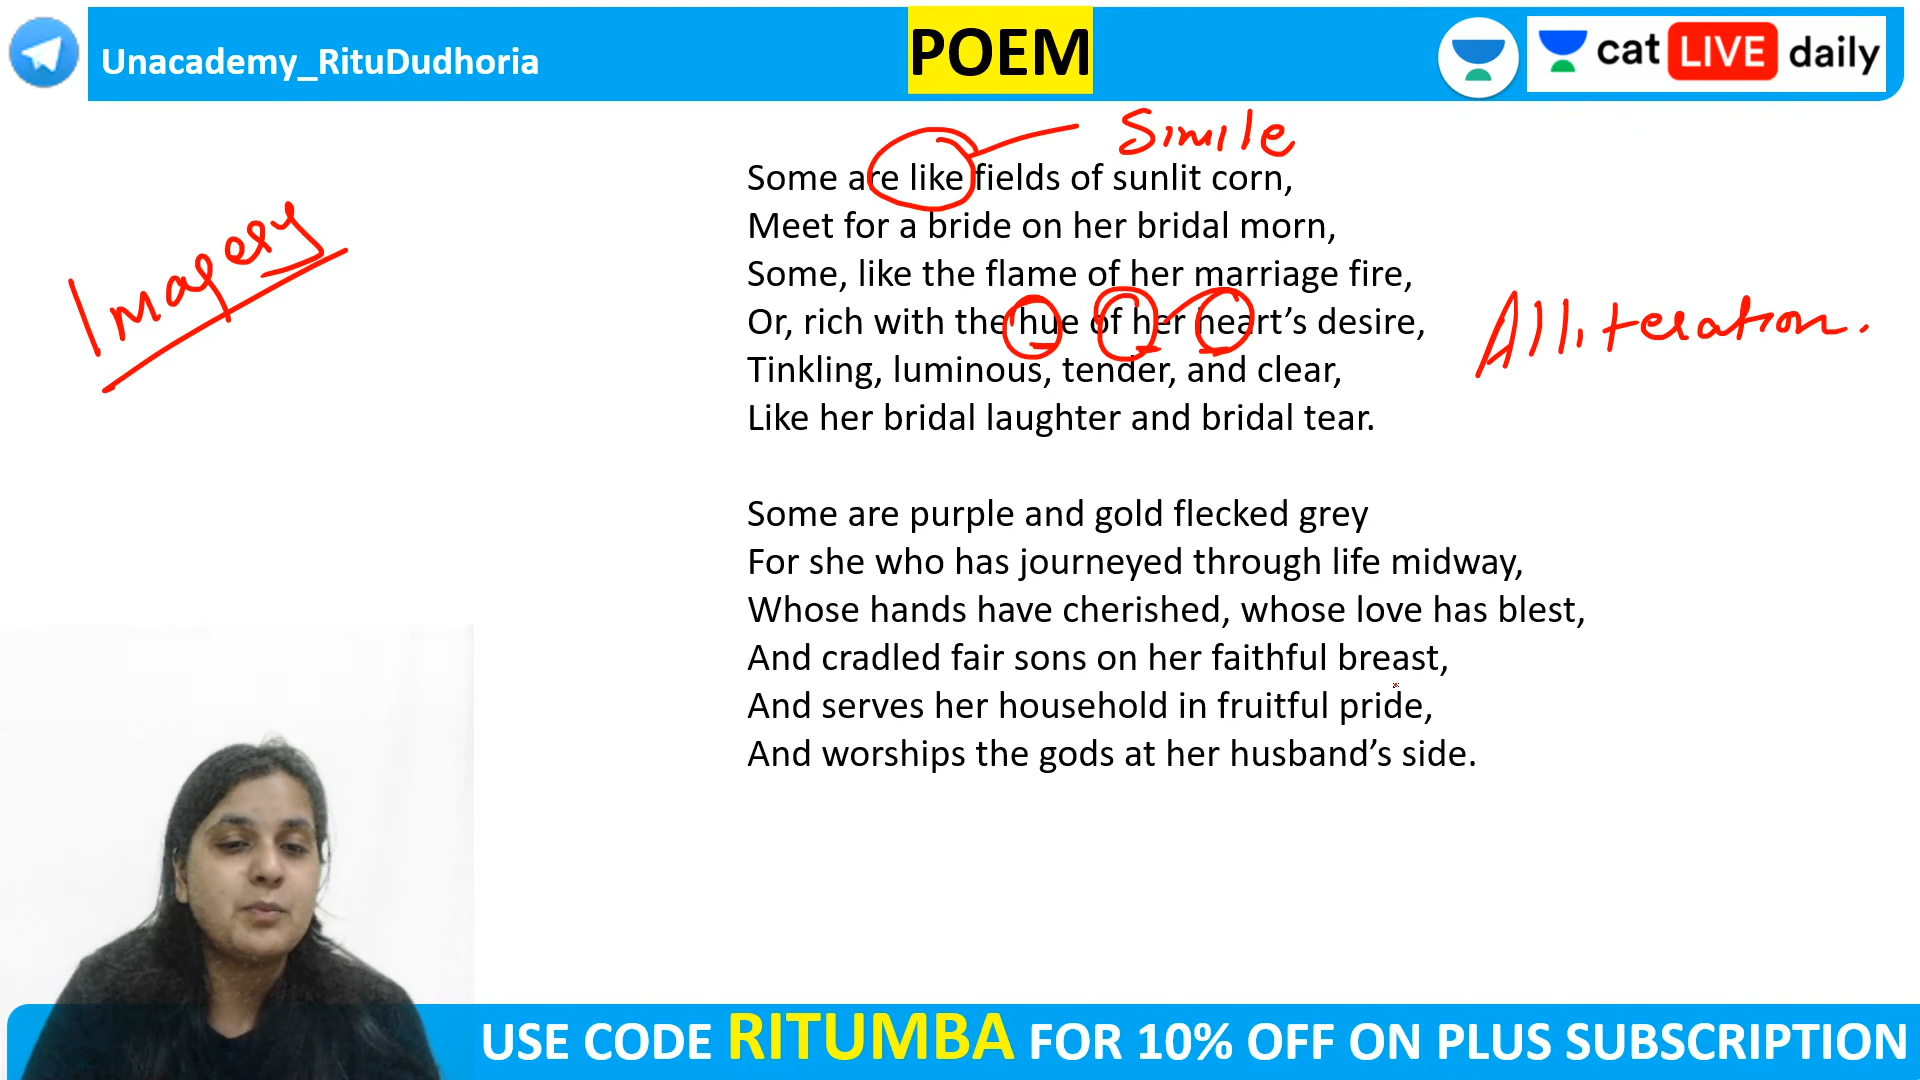 Unacademy_RituDudhoria
POEM
cat LIVE daily
Simile
Some are like fields of sunlit corn,
Meet for a bride on her bridal morn,
Some, like the flame of her marriage fire,
Or, rich with the hue of her heart’s desire,
Tinkling, luminous, tender, and clear,
Like her bridal laughter and bridal tear.
Imagery
Alliteration.
Some are purple and gold flecked grey
For she who has journeyed through life midway,
Whose hands have cherished, whose love has blest,
And cradled fair sons on her faithful breast,
And serves her household in fruitful pride,
And worships the gods at her husband’s side.
USE CODE RITUMBA FOR 10% OFF ON PLUS SUBSCRIPTION